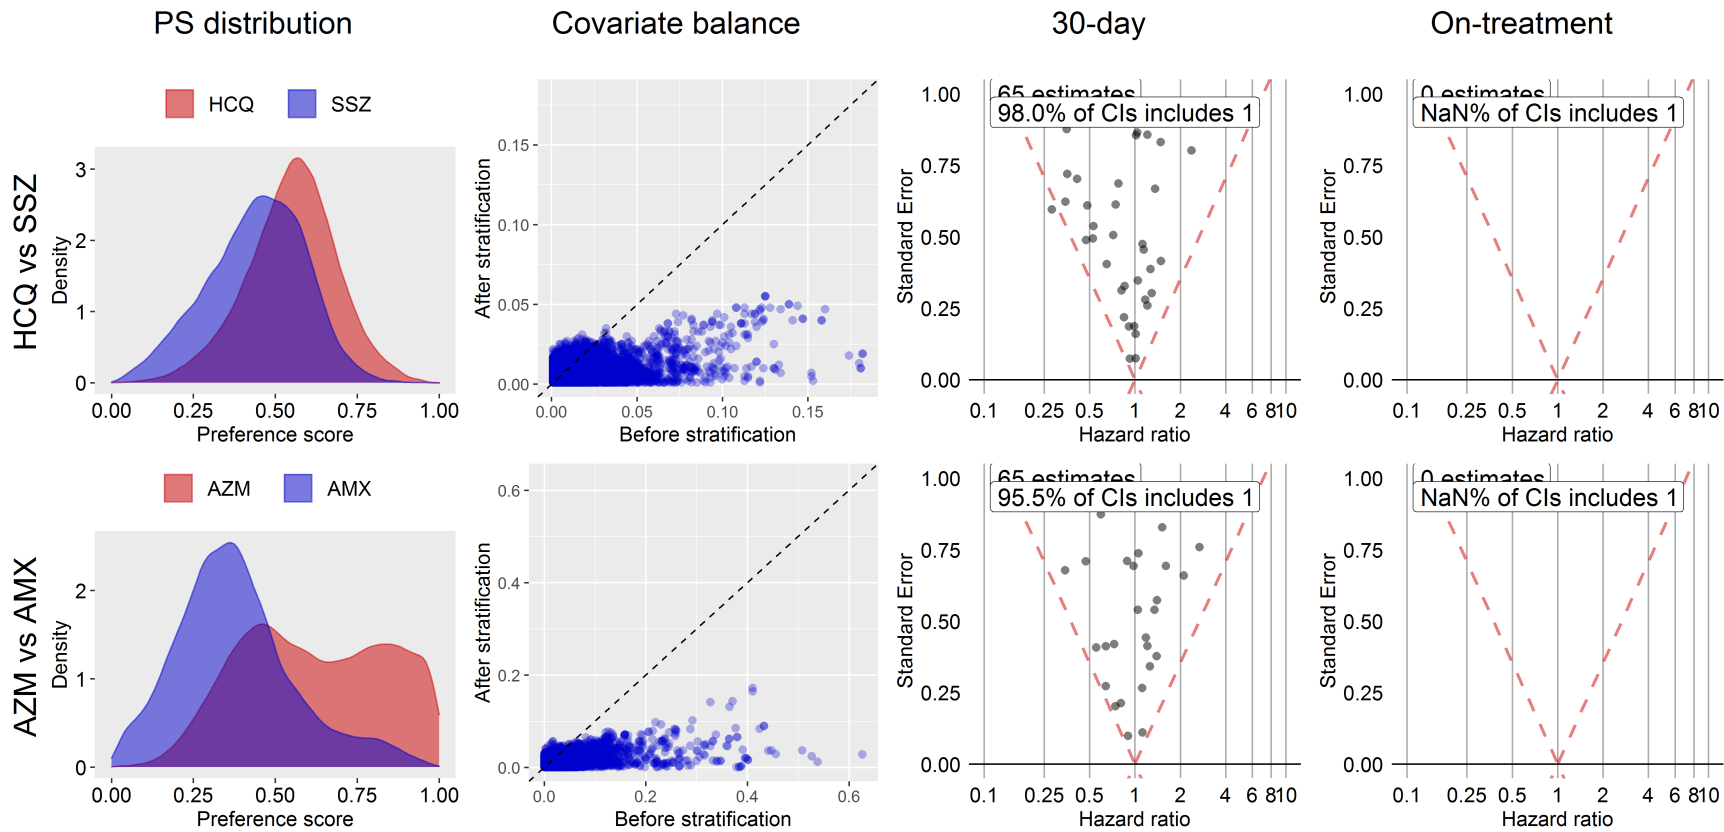 PS distribution
Covariate balance
30-day
On-treatment
HCQ vs SSZ
HCQ SSZ
Density
3
2
1
0
0.00 0.25 0.50 0.75 1.00
Preference score
After stratification
0.15
0.10
0.05
0.00
0.00 0.05 0.10 0.15
Before stratification
Standard Error
1.00
0.75
0.50
0.25
0.00
65 estimates
98.0% of CIs includes 1
0.1 0.25 0.5 1 2 4 6 8 10
Hazard ratio
Standard Error
1.00
0.75
0.50
0.25
0.00
0 estimates
NaN% of CIs includes 1
0.1 0.25 0.5 1 2 4 6 8 10
Hazard ratio
AZM vs AMX
AZM AMX
Density
2
1
0
0.00 0.25 0.50 0.75 1.00
Preference score
After stratification
0.6
0.4
0.2
0.0
0.0 0.2 0.4 0.6
Before stratification
Standard Error
1.00
0.75
0.50
0.25
0.00
65 estimates
95.5% of CIs includes 1
0.1 0.25 0.5 1 2 4 6 8 10
Hazard ratio
Standard Error
1.00
0.75
0.50
0.25
0.00
0 estimates
NaN% of CIs includes 1
0.1 0.25 0.5 1 2 4 6 8 10
Hazard ratio